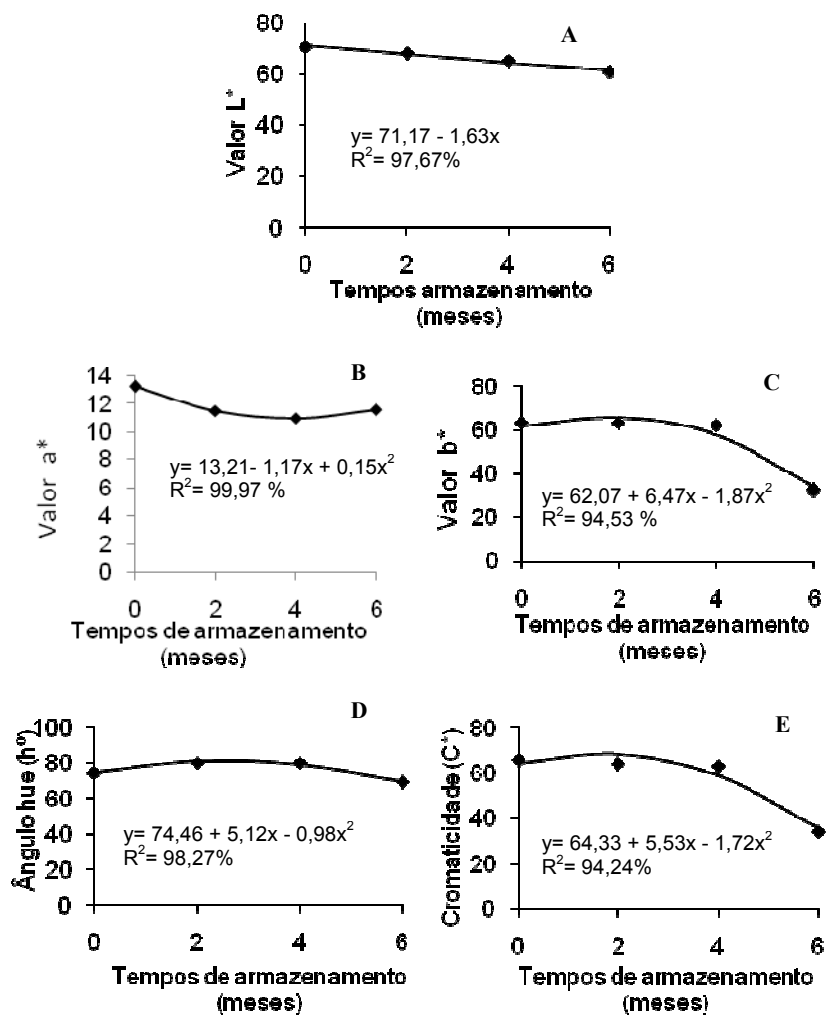 A
80
60
40
20
0
Valor L*
y= 71,17 - 1,63x
R²= 97,67%
0 2 4 6
Tempos armazenamento
(meses)
B
14
12
10
8
6
4
2
0
Valor a*
y= 13,21- 1,17x + 0,15x²
R²= 99,97 %
0 2 4 6
Tempos de armazenamento
(meses)
C
80
60
40
20
0
Valor b*
y= 62,07 + 6,47x - 1,87x²
R²= 94,53 %
0 2 4 6
Tempos de armazenamento
(meses)
D
100
80
60
40
20
0
Ângulo hue (hº)
y= 74,46 + 5,12x - 0,98x²
R²= 98,27%
0 2 4 6
Tempos de armazenamento
(meses)
E
80
60
40
20
0
Cromaticidade (C*)
y= 64,33 + 5,53x - 1,72x²
R²= 94,24%
0 2 4 6
Tempos de armazenamento
(meses)